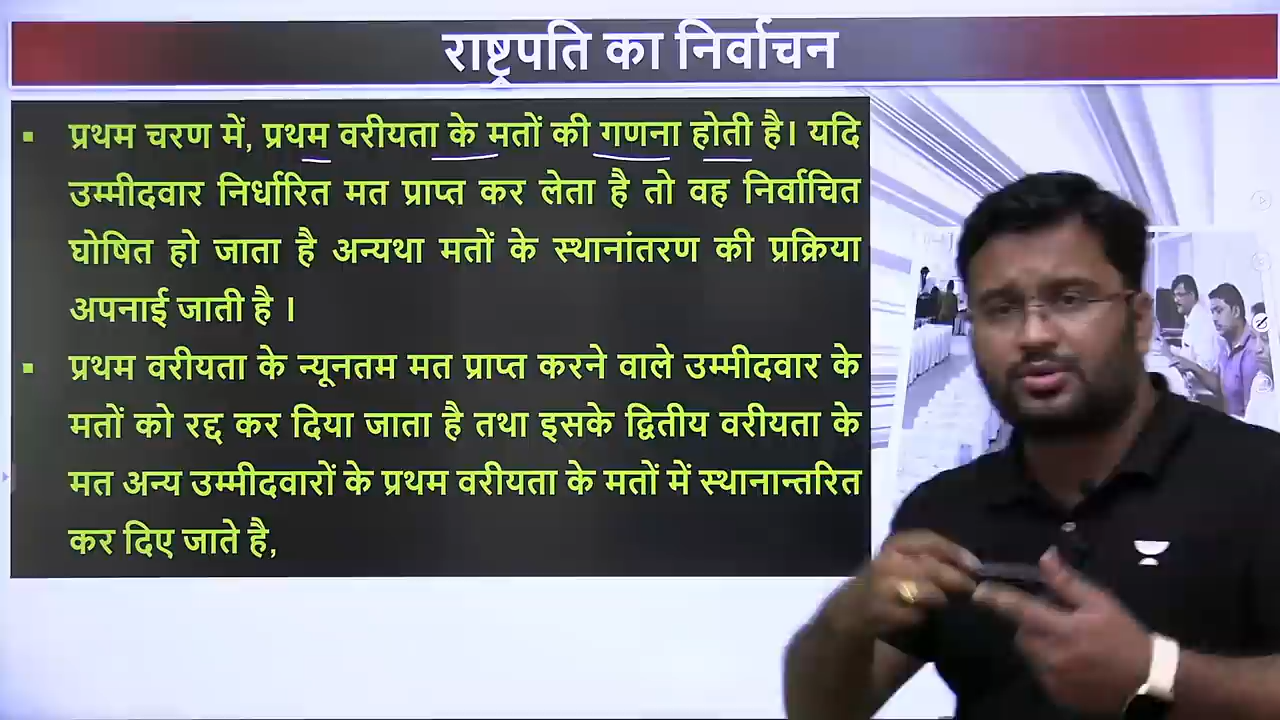 राष्ट्रपति का निर्वाचन
▪ प्रथम चरण में, प्रथम वरीयता के मतों की गणना होती है। यदि
उम्मीदवार निर्धारित मत प्राप्त कर लेता है तो वह निर्वाचित
घोषित हो जाता है अन्यथा मतों के स्थानांतरण की प्रक्रिया
अपनाई जाती है ।
▪ प्रथम वरीयता के न्यूनतम मत प्राप्त करने वाले उम्मीदवार के
मतों को रद्द कर दिया जाता है तथा इसके द्वितीय वरीयता के
मत अन्य उम्मीदवारों के प्रथम वरीयता के मतों में स्थानान्तरित
कर दिए जाते है,